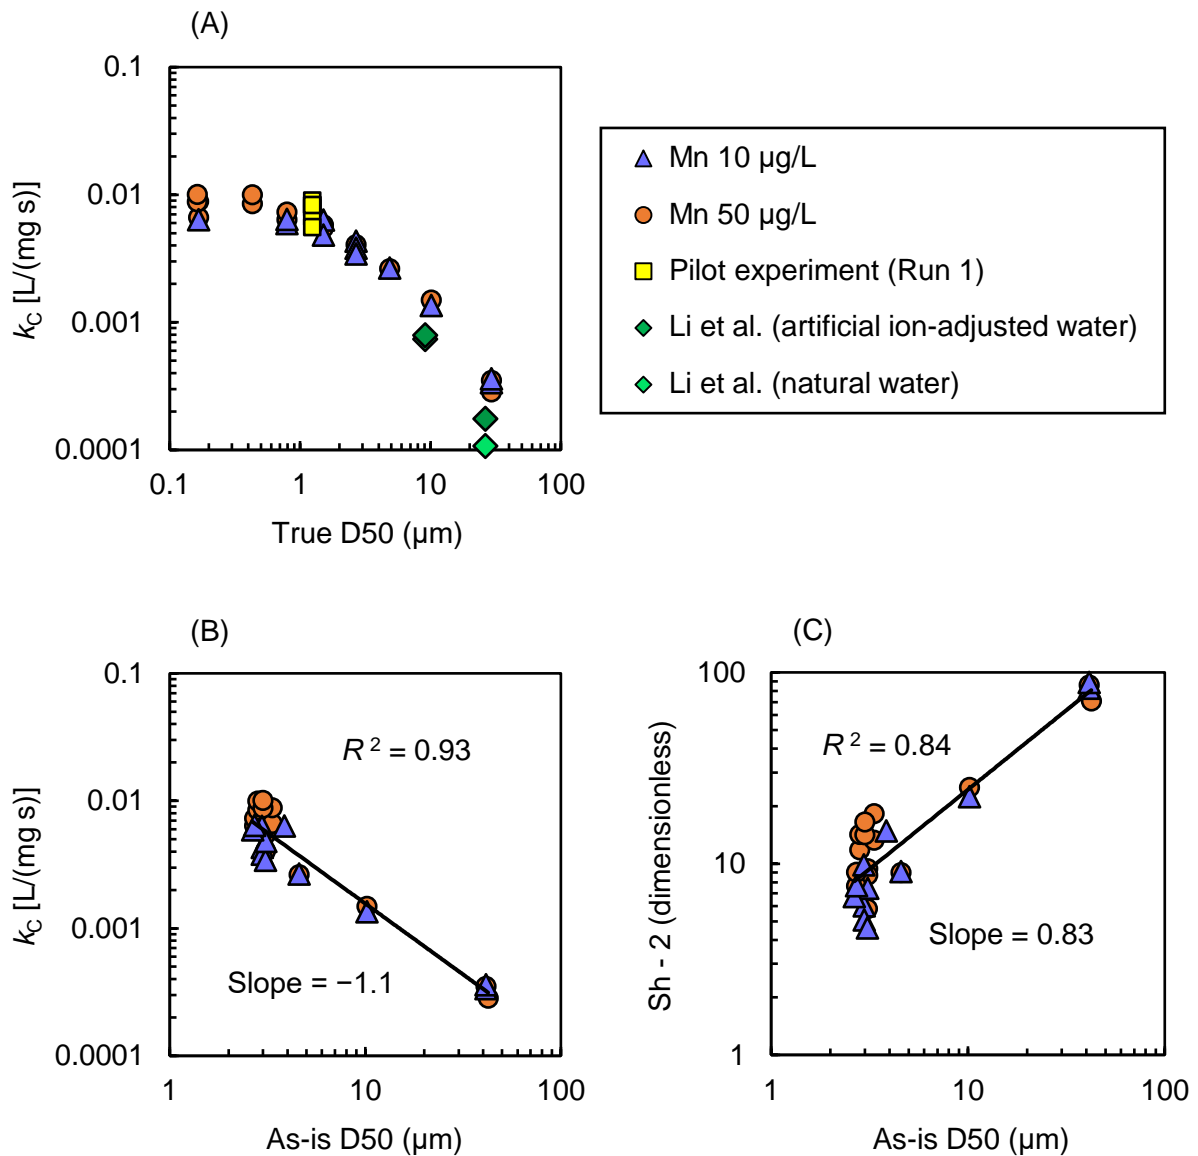 (A)
0.1
0.01
0.001
0.0001
k_C [L/(mg s)]
0.1 1 10 100
True D50 (µm)
Mn 10 µg/L
Mn 50 µg/L
Pilot experiment (Run 1)
Li et al. (artificial ion-adjusted water)
Li et al. (natural water)
(B)
0.1
0.01
0.001
0.0001
k_C [L/(mg s)]
R² = 0.93
Slope = −1.1
1 10 100
As-is D50 (µm)
(C)
100
10
1
Sh - 2 (dimensionless)
R² = 0.84
Slope = 0.83
1 10 100
As-is D50 (µm)